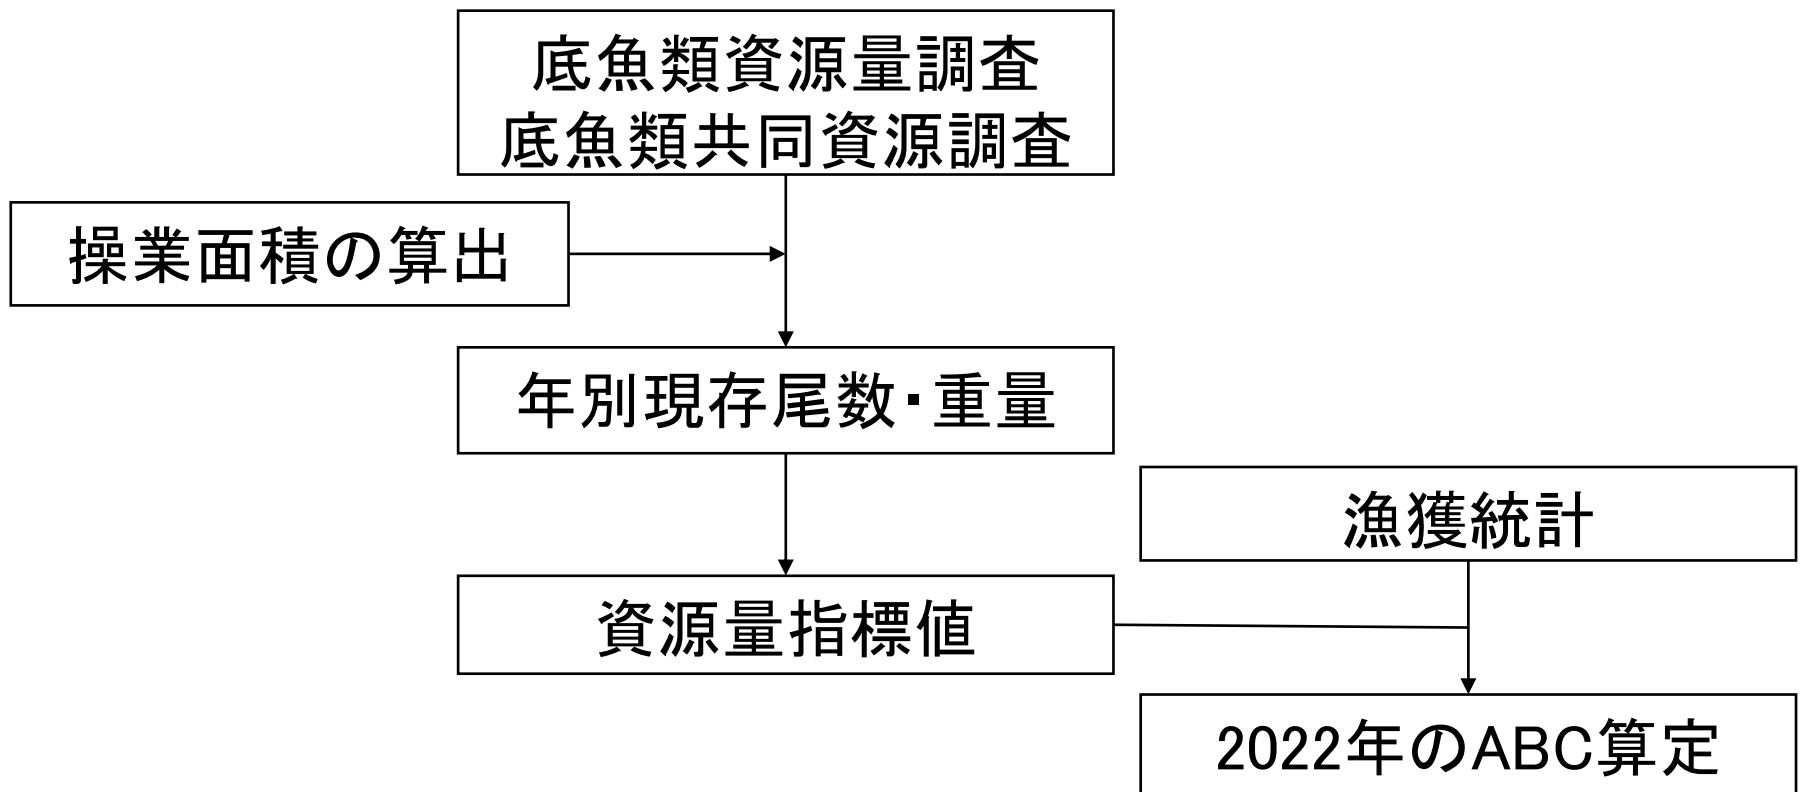 底魚類資源量調査
底魚類共同資源調査
操業面積の算出
年別現存尾数・重量
漁獲統計
資源量指標値
2022年のABC算定